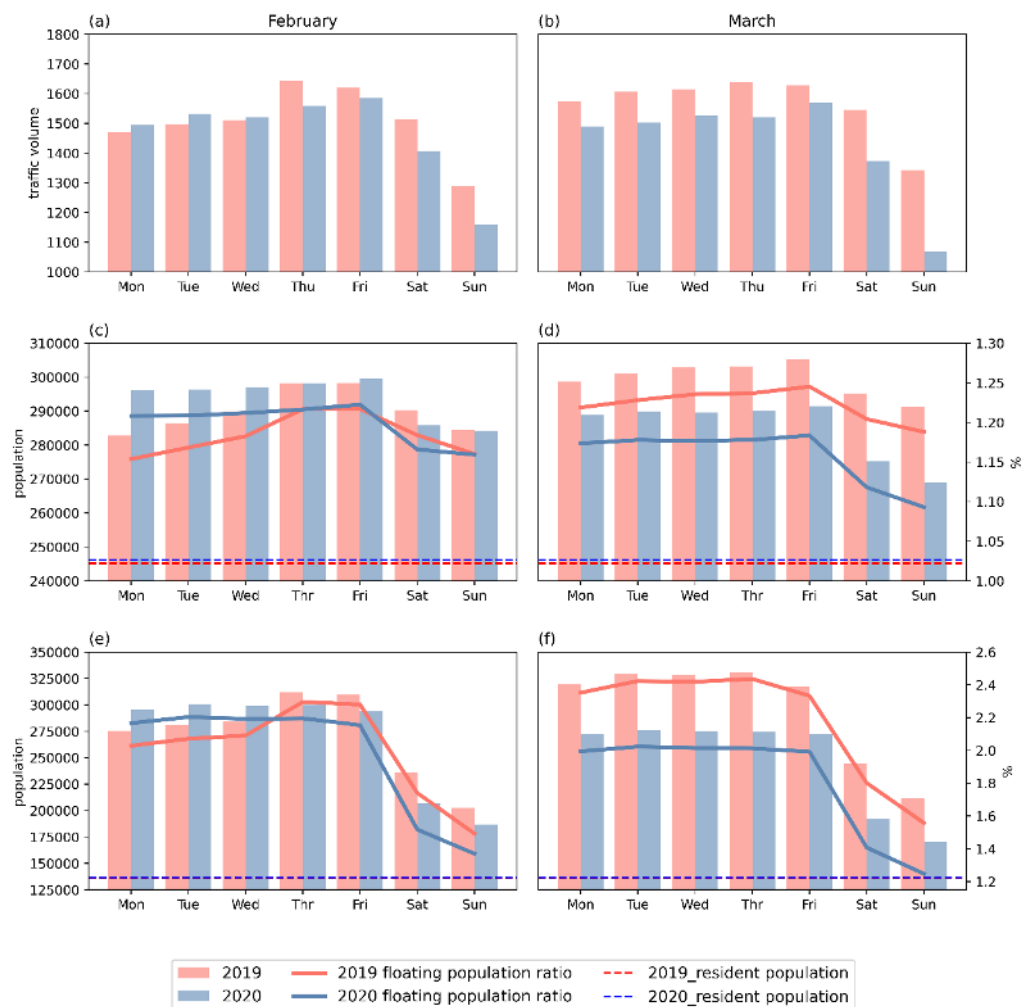 February
March
(a)
(b)
1800
1700
1600
1500
1400
1300
1200
1100
1000
traffic volume
Mon Tue Wed Thu Fri Sat Sun
Mon Tue Wed Thu Fri Sat Sun
(c)
(d)
310000
300000
290000
280000
270000
260000
250000
240000
population
1.30
1.25
1.20
1.15
1.10
1.05
1.00
%
Mon Tue Wed Thr Fri Sat Sun
Mon Tue Wed Thr Fri Sat Sun
(e)
(f)
350000
325000
300000
275000
250000
225000
200000
175000
150000
125000
population
2.6
2.4
2.2
2.0
1.8
1.6
1.4
1.2
%
Mon Tue Wed Thr Fri Sat Sun
Mon Tue Wed Thr Fri Sat Sun
2019 2019 floating population ratio 2019_resident population
2020 2020 floating population ratio 2020_resident population